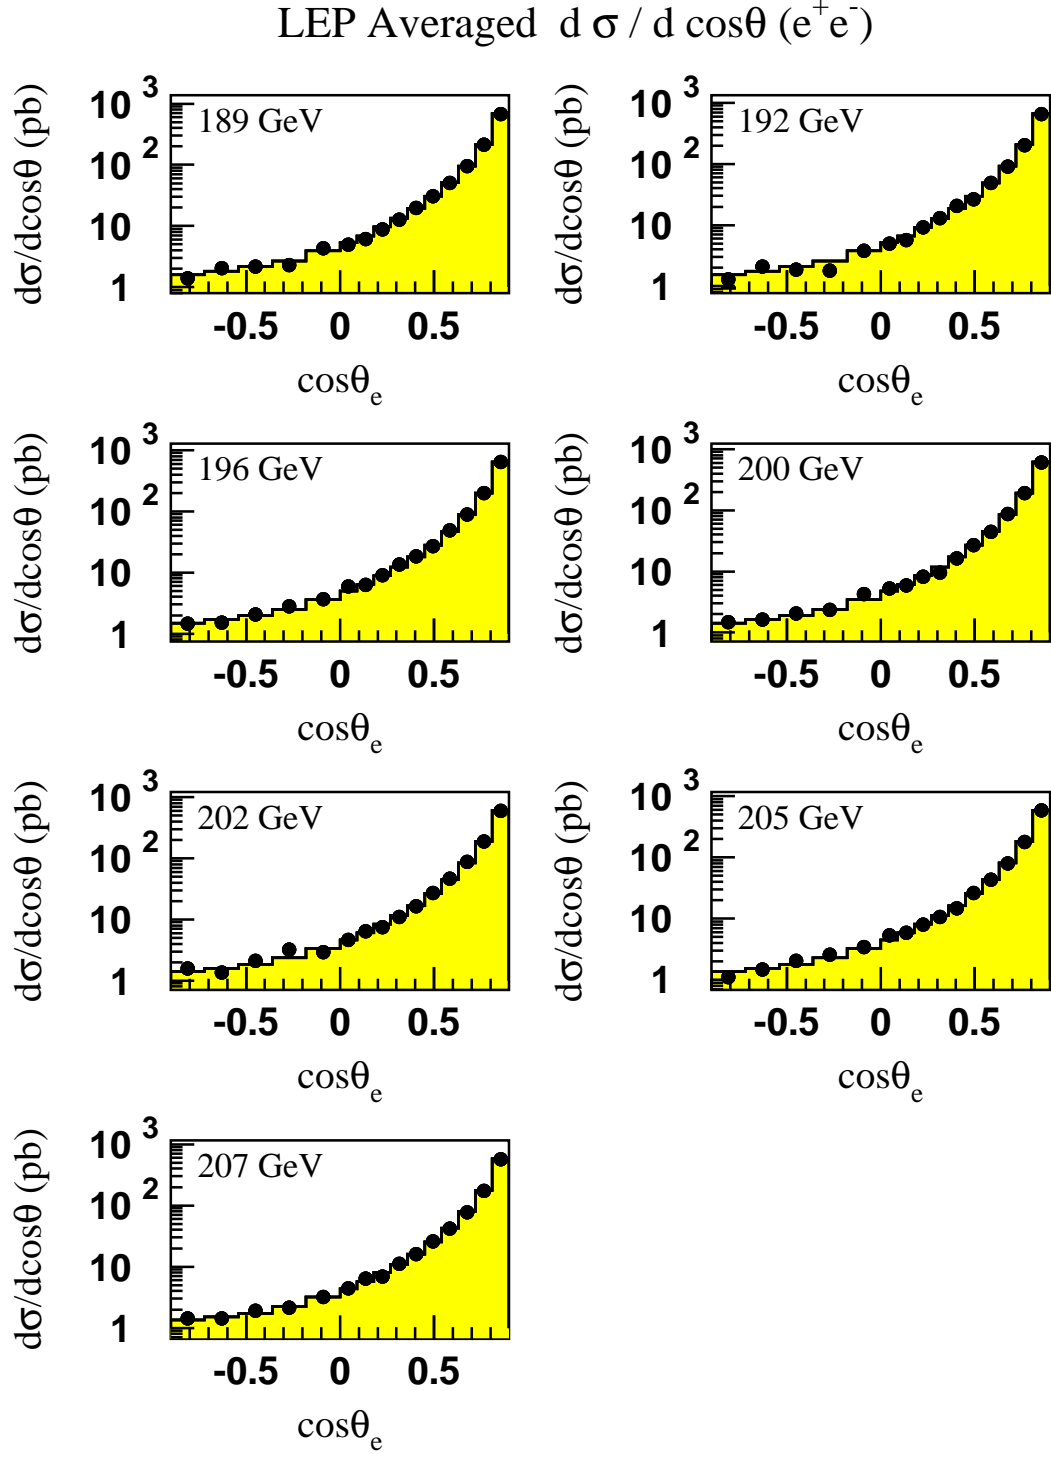 LEP Averaged d σ / d cosθ (e⁺e⁻)
dσ/dcosθ (pb)
189 GeV
10³
10²
10
1
-0.5 0 0.5
cosθₑ
dσ/dcosθ (pb)
192 GeV
10³
10²
10
1
-0.5 0 0.5
cosθₑ
dσ/dcosθ (pb)
196 GeV
10³
10²
10
1
-0.5 0 0.5
cosθₑ
dσ/dcosθ (pb)
200 GeV
10³
10²
10
1
-0.5 0 0.5
cosθₑ
dσ/dcosθ (pb)
202 GeV
10³
10²
10
1
-0.5 0 0.5
cosθₑ
dσ/dcosθ (pb)
205 GeV
10³
10²
10
1
-0.5 0 0.5
cosθₑ
dσ/dcosθ (pb)
207 GeV
10³
10²
10
1
-0.5 0 0.5
cosθₑ